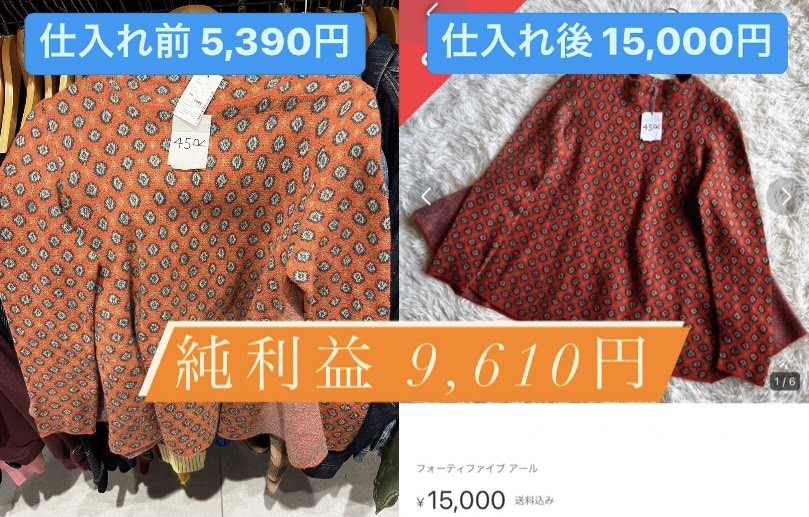 仕入れ前 5,390円
仕入れ後 15,000円
45R
45R
純利益 9,610円
1/6
フォーティファイブ アール
¥15,000 送料込み